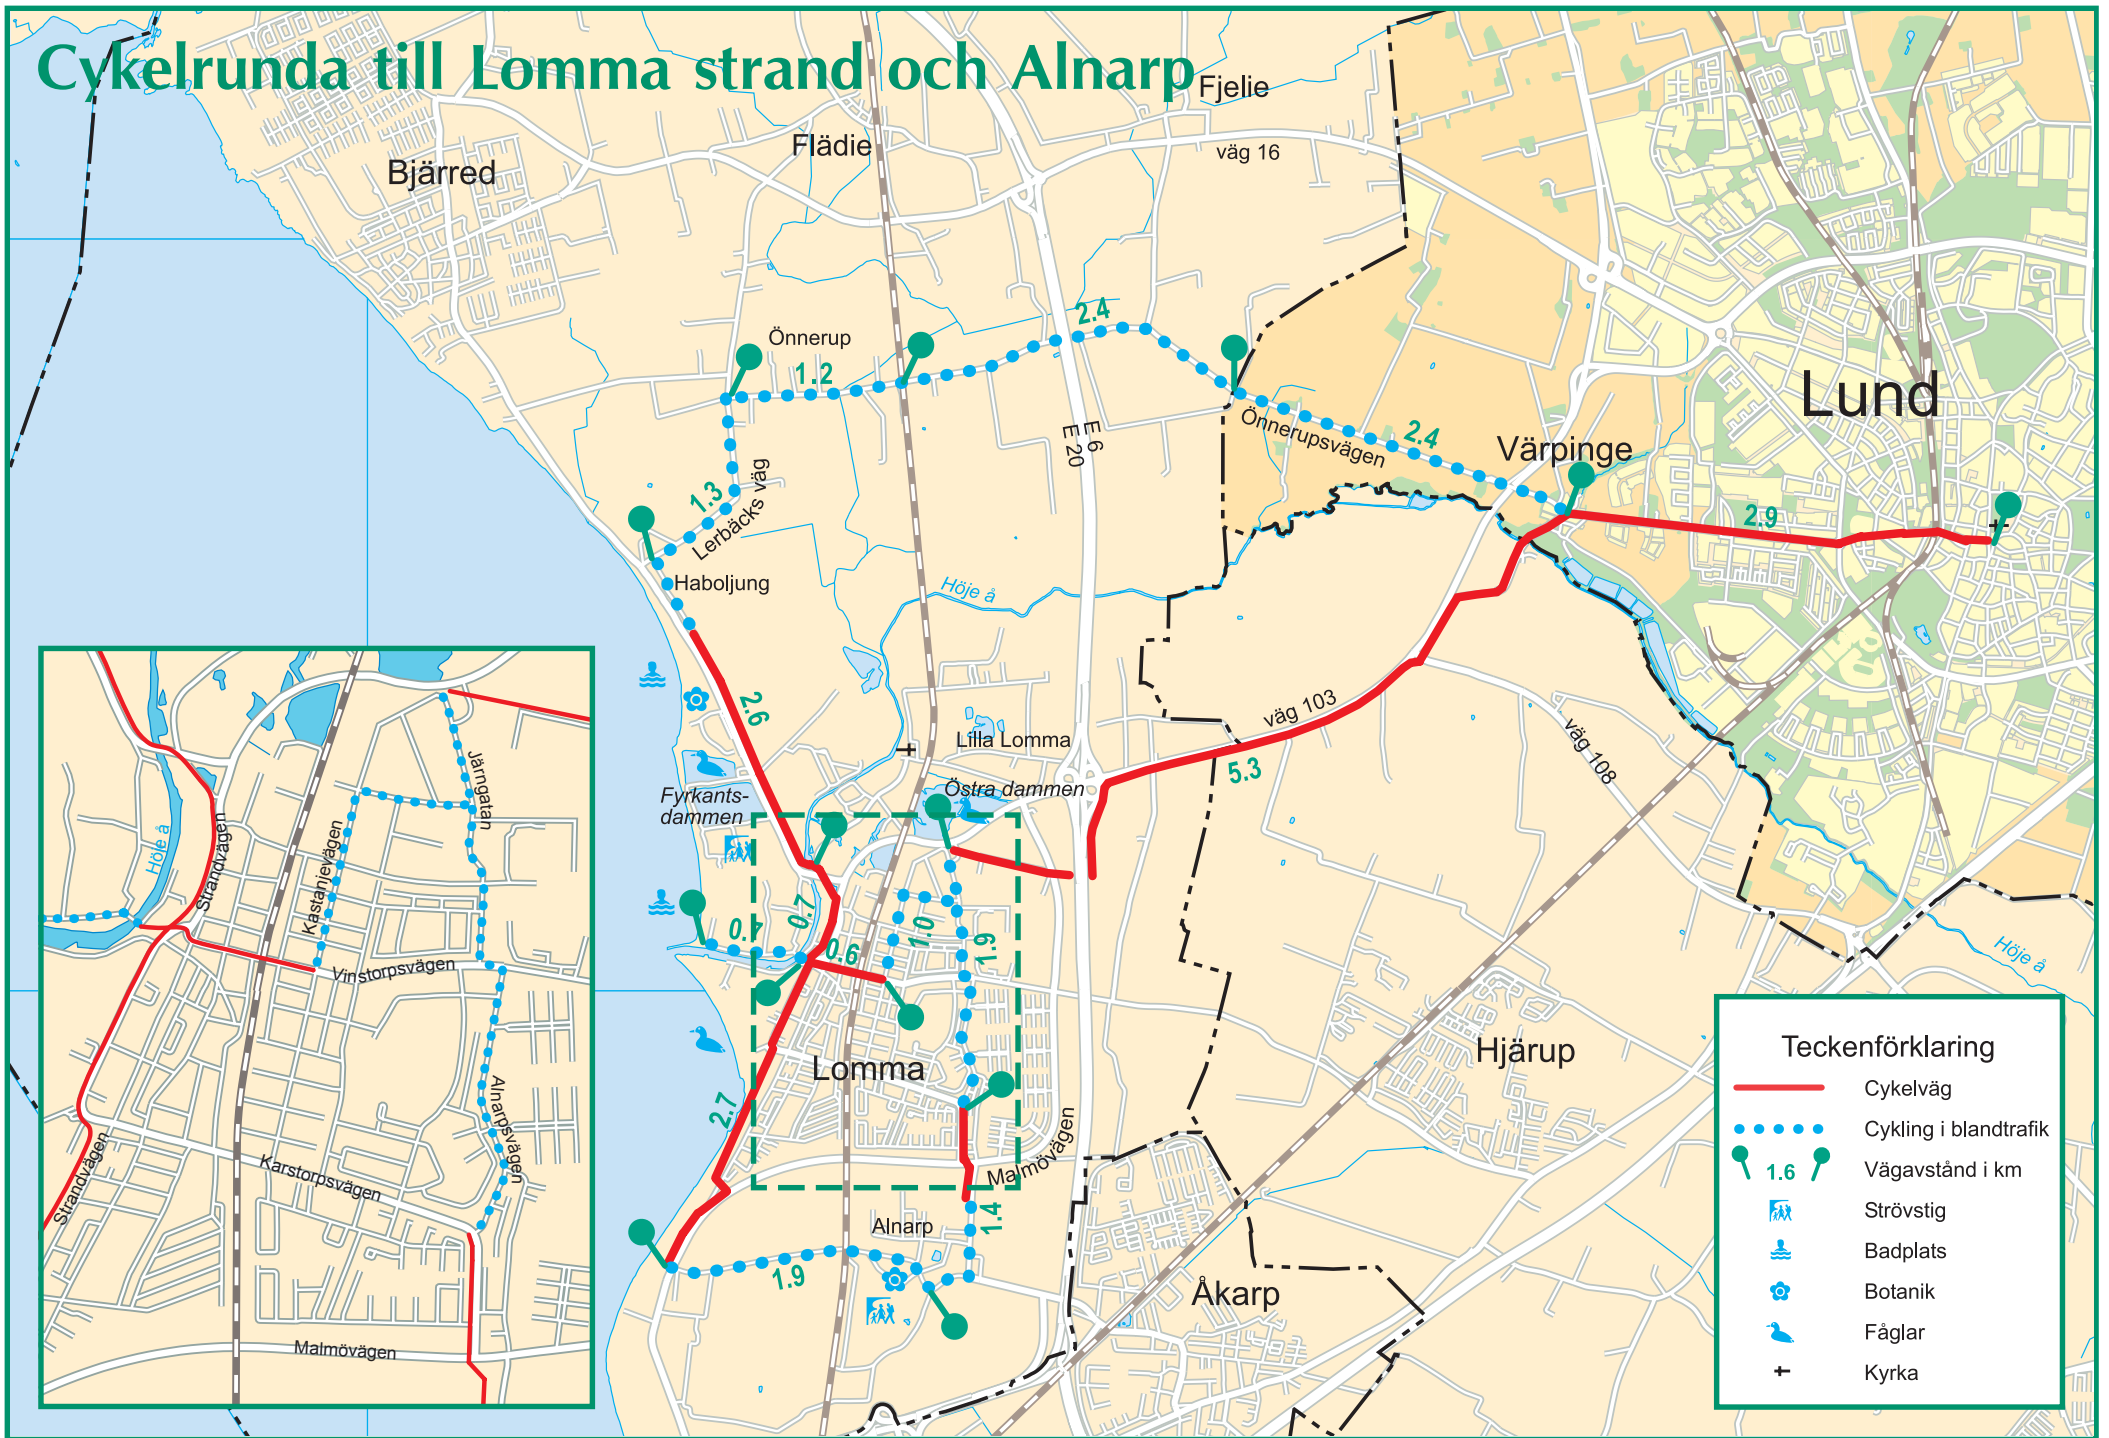 Cykelrunda till Lomma strand och Alnarp
Fjelie
Flädie
väg 16
Bjärred
2.4
Önnerup
1.2
Lund
E 6
E 20
Önnerupsvägen
2.4
Värpinge
1.3
Lerbäcks väg
2.9
Haboljung
Höje å
2.6
väg 103
Lilla Lomma
5.3
väg 108
Fyrkants-
dammen
Östra dammen
0.7
0.7
0.6
1.0
1.9
Höje å
Lomma
Hjärup
2.7
Malmövägen
1.4
Alnarp
1.9
Åkarp
Järngatan
Höje å
Strandvägen
Kastanjevägen
Vinstorpsvägen
Alnarpsvägen
Strandvägen
Karstorpsvägen
Malmövägen
Teckenförklaring
Cykelväg
Cykling i blandtrafik
1.6 Vägavstånd i km
Strövstig
Badplats
Botanik
Fåglar
Kyrka